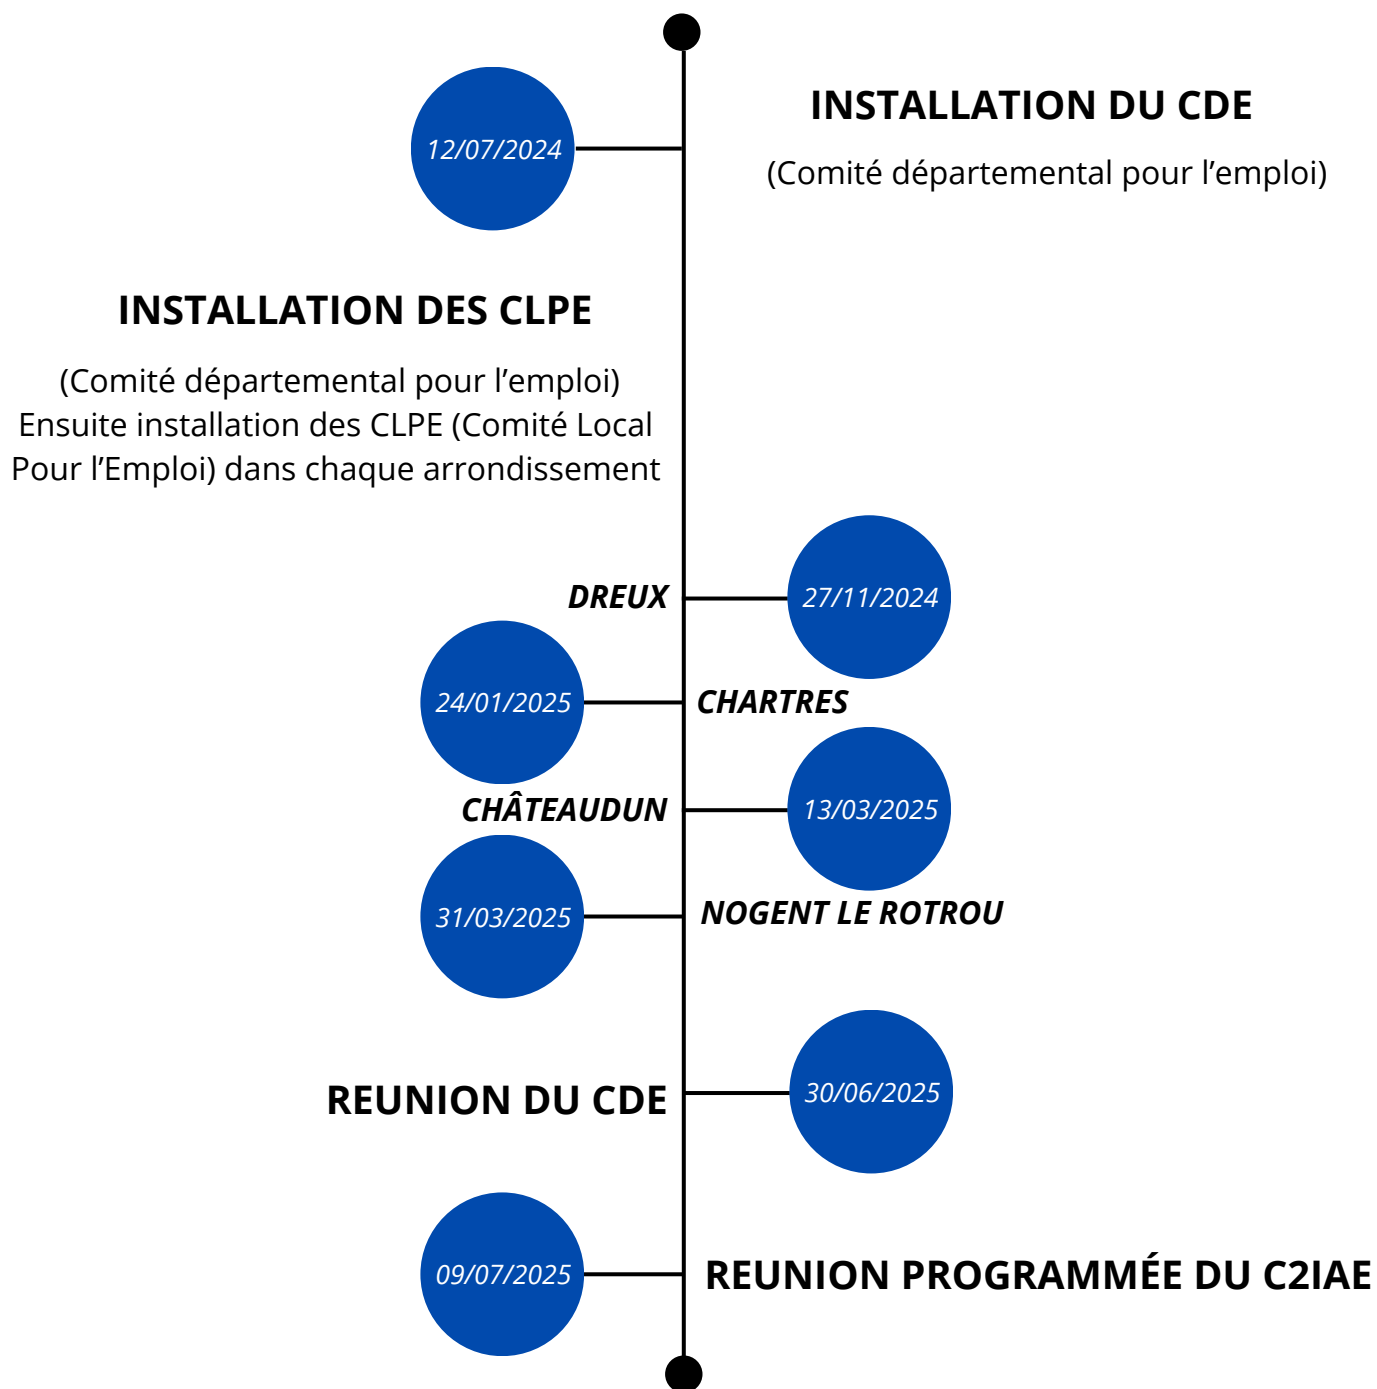 12/07/2024
INSTALLATION DU CDE
(Comité départemental pour l’emploi)
INSTALLATION DES CLPE
(Comité départemental pour l’emploi)
Ensuite installation des CLPE (Comité Local
Pour l’Emploi) dans chaque arrondissement
DREUX
27/11/2024
24/01/2025
CHARTRES
CHÂTEAUDUN
13/03/2025
31/03/2025
NOGENT LE ROTROU
REUNION DU CDE
30/06/2025
09/07/2025
REUNION PROGRAMMÉE DU C2IAE